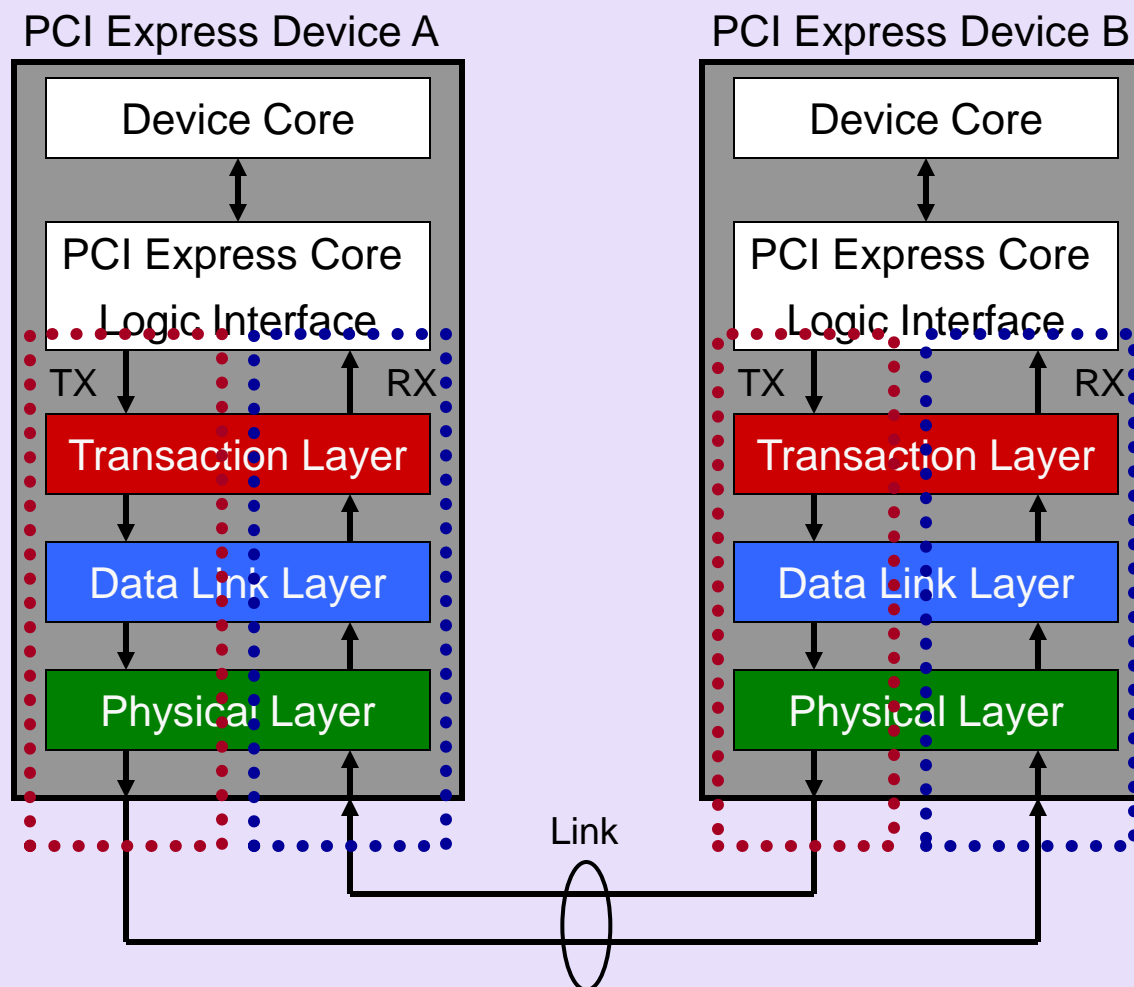 PCI Express Device A
Device Core
PCI Express Core
Logic Interface
TX
RX
Transaction Layer
Data Link Layer
Physical Layer
PCI Express Device B
Device Core
PCI Express Core
Logic Interface
TX
RX
Transaction Layer
Data Link Layer
Physical Layer
Link